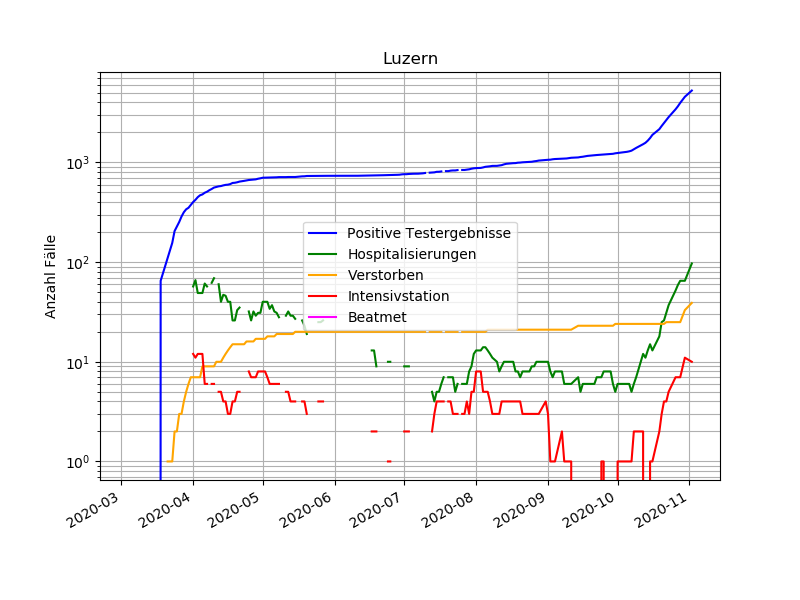 Luzern
Anzahl Fälle
10³
10²
10¹
10⁰
Positive Testergebnisse
Hospitalisierungen
Verstorben
Intensivstation
Beatmet
2020-03
2020-04
2020-05
2020-06
2020-07
2020-08
2020-09
2020-10
2020-11